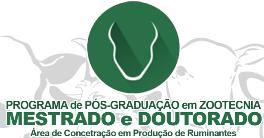 PROGRAMA de PÓS-GRADUAÇÃO em ZOOTECNIA
MESTRADO e DOUTORADO
Área de Concetração em Produção de Ruminantes